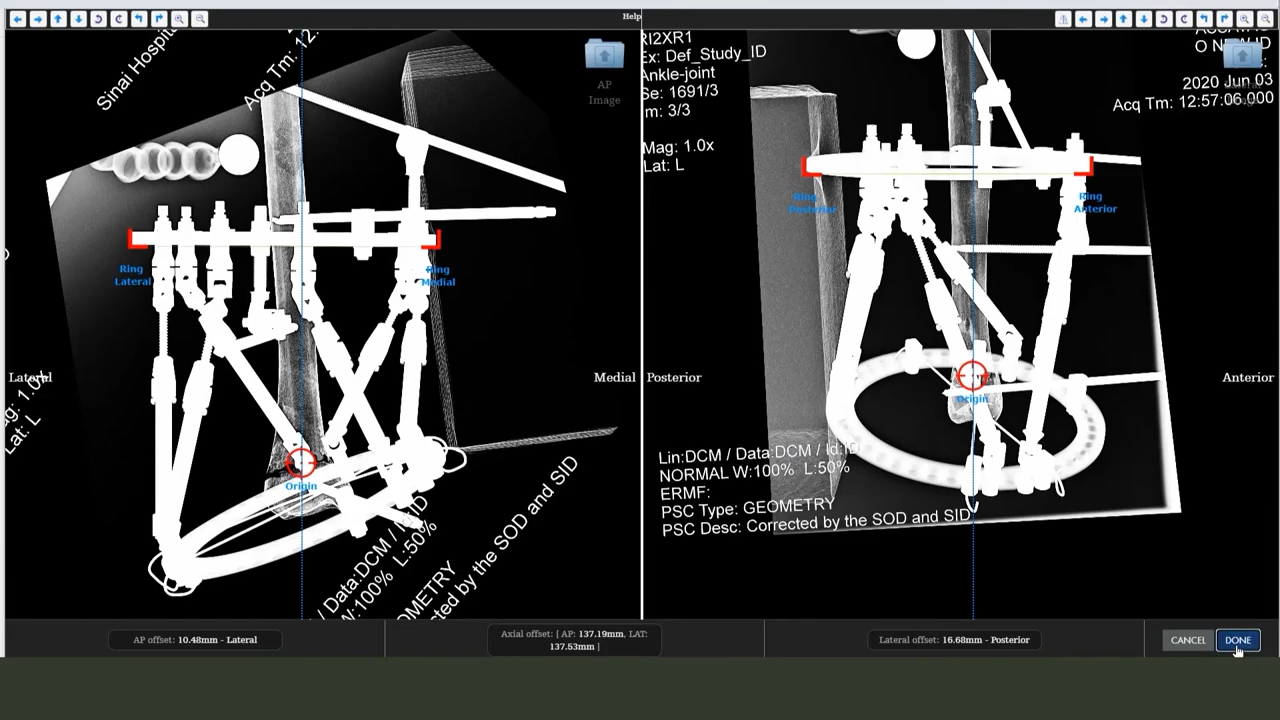 Help
Sinai Hospit
Acq Tm: 12:
AP
Image
Ring
Lateral
Ring
Medial
Lateral
Medial
Origin
Lat: L
/ Data:DCM / Id:ID
W:100% L:50%
OMETRY
cted by the SOD and SID
RI2XR1
Ex: Def_Study_ID
Ankle-joint
Se: 1691/3
m: 3/3
Mag: 1.0x
Lat: L
2020 Jun 03
Acq Tm: 12:57:06.000
Ring
Posterior
Ring
Anterior
Posterior
Anterior
Origin
Lin:DCM / Data:DCM / Id:ID
NORMAL W:100% L:50%
ERMF:
PSC Type: GEOMETRY
PSC Desc: Corrected by the SOD and SID
AP offset: 10.48mm - Lateral
Axial offset: [ AP: 137.19mm, LAT:
137.53mm ]
Lateral offset: 16.68mm - Posterior
CANCEL
DONE